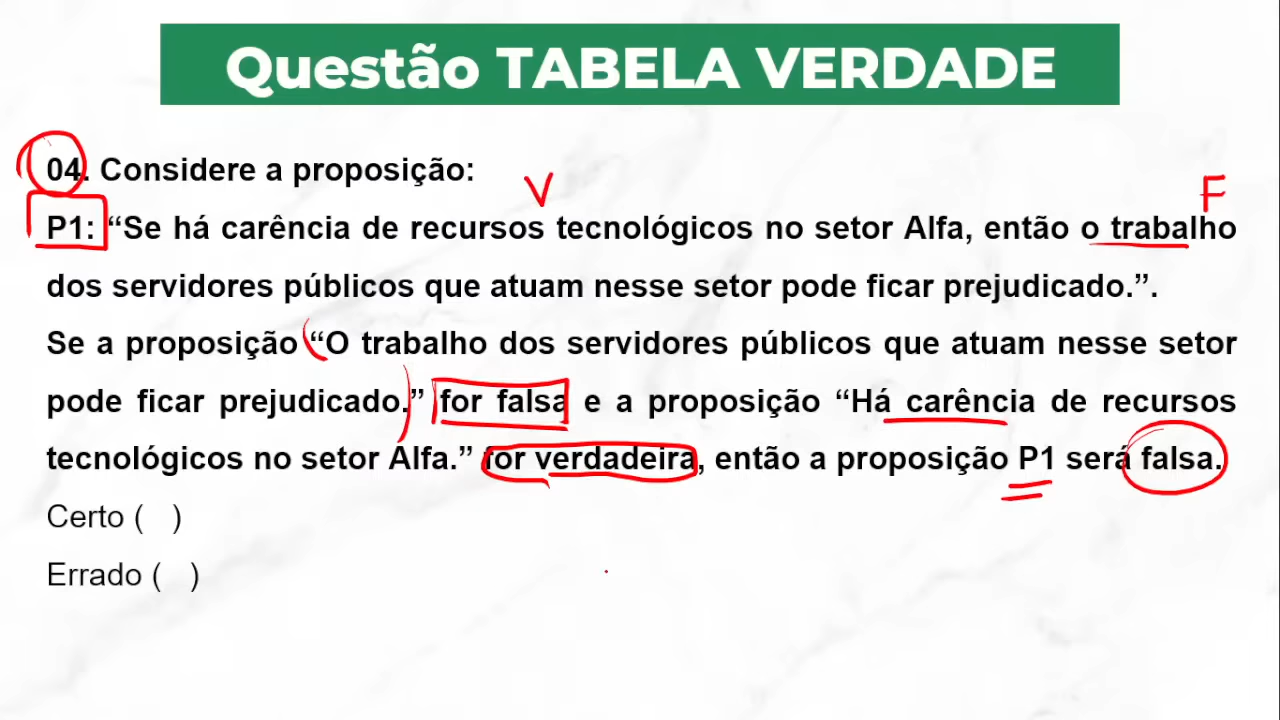 Questão TABELA VERDADE
04. Considere a proposição:
V
F
P1: “Se há carência de recursos tecnológicos no setor Alfa, então o trabalho
dos servidores públicos que atuam nesse setor pode ficar prejudicado.”.
Se a proposição “O trabalho dos servidores públicos que atuam nesse setor
pode ficar prejudicado.” for falsa e a proposição “Há carência de recursos
tecnológicos no setor Alfa.” for verdadeira, então a proposição P1 será falsa.
Certo (   )
Errado (   )